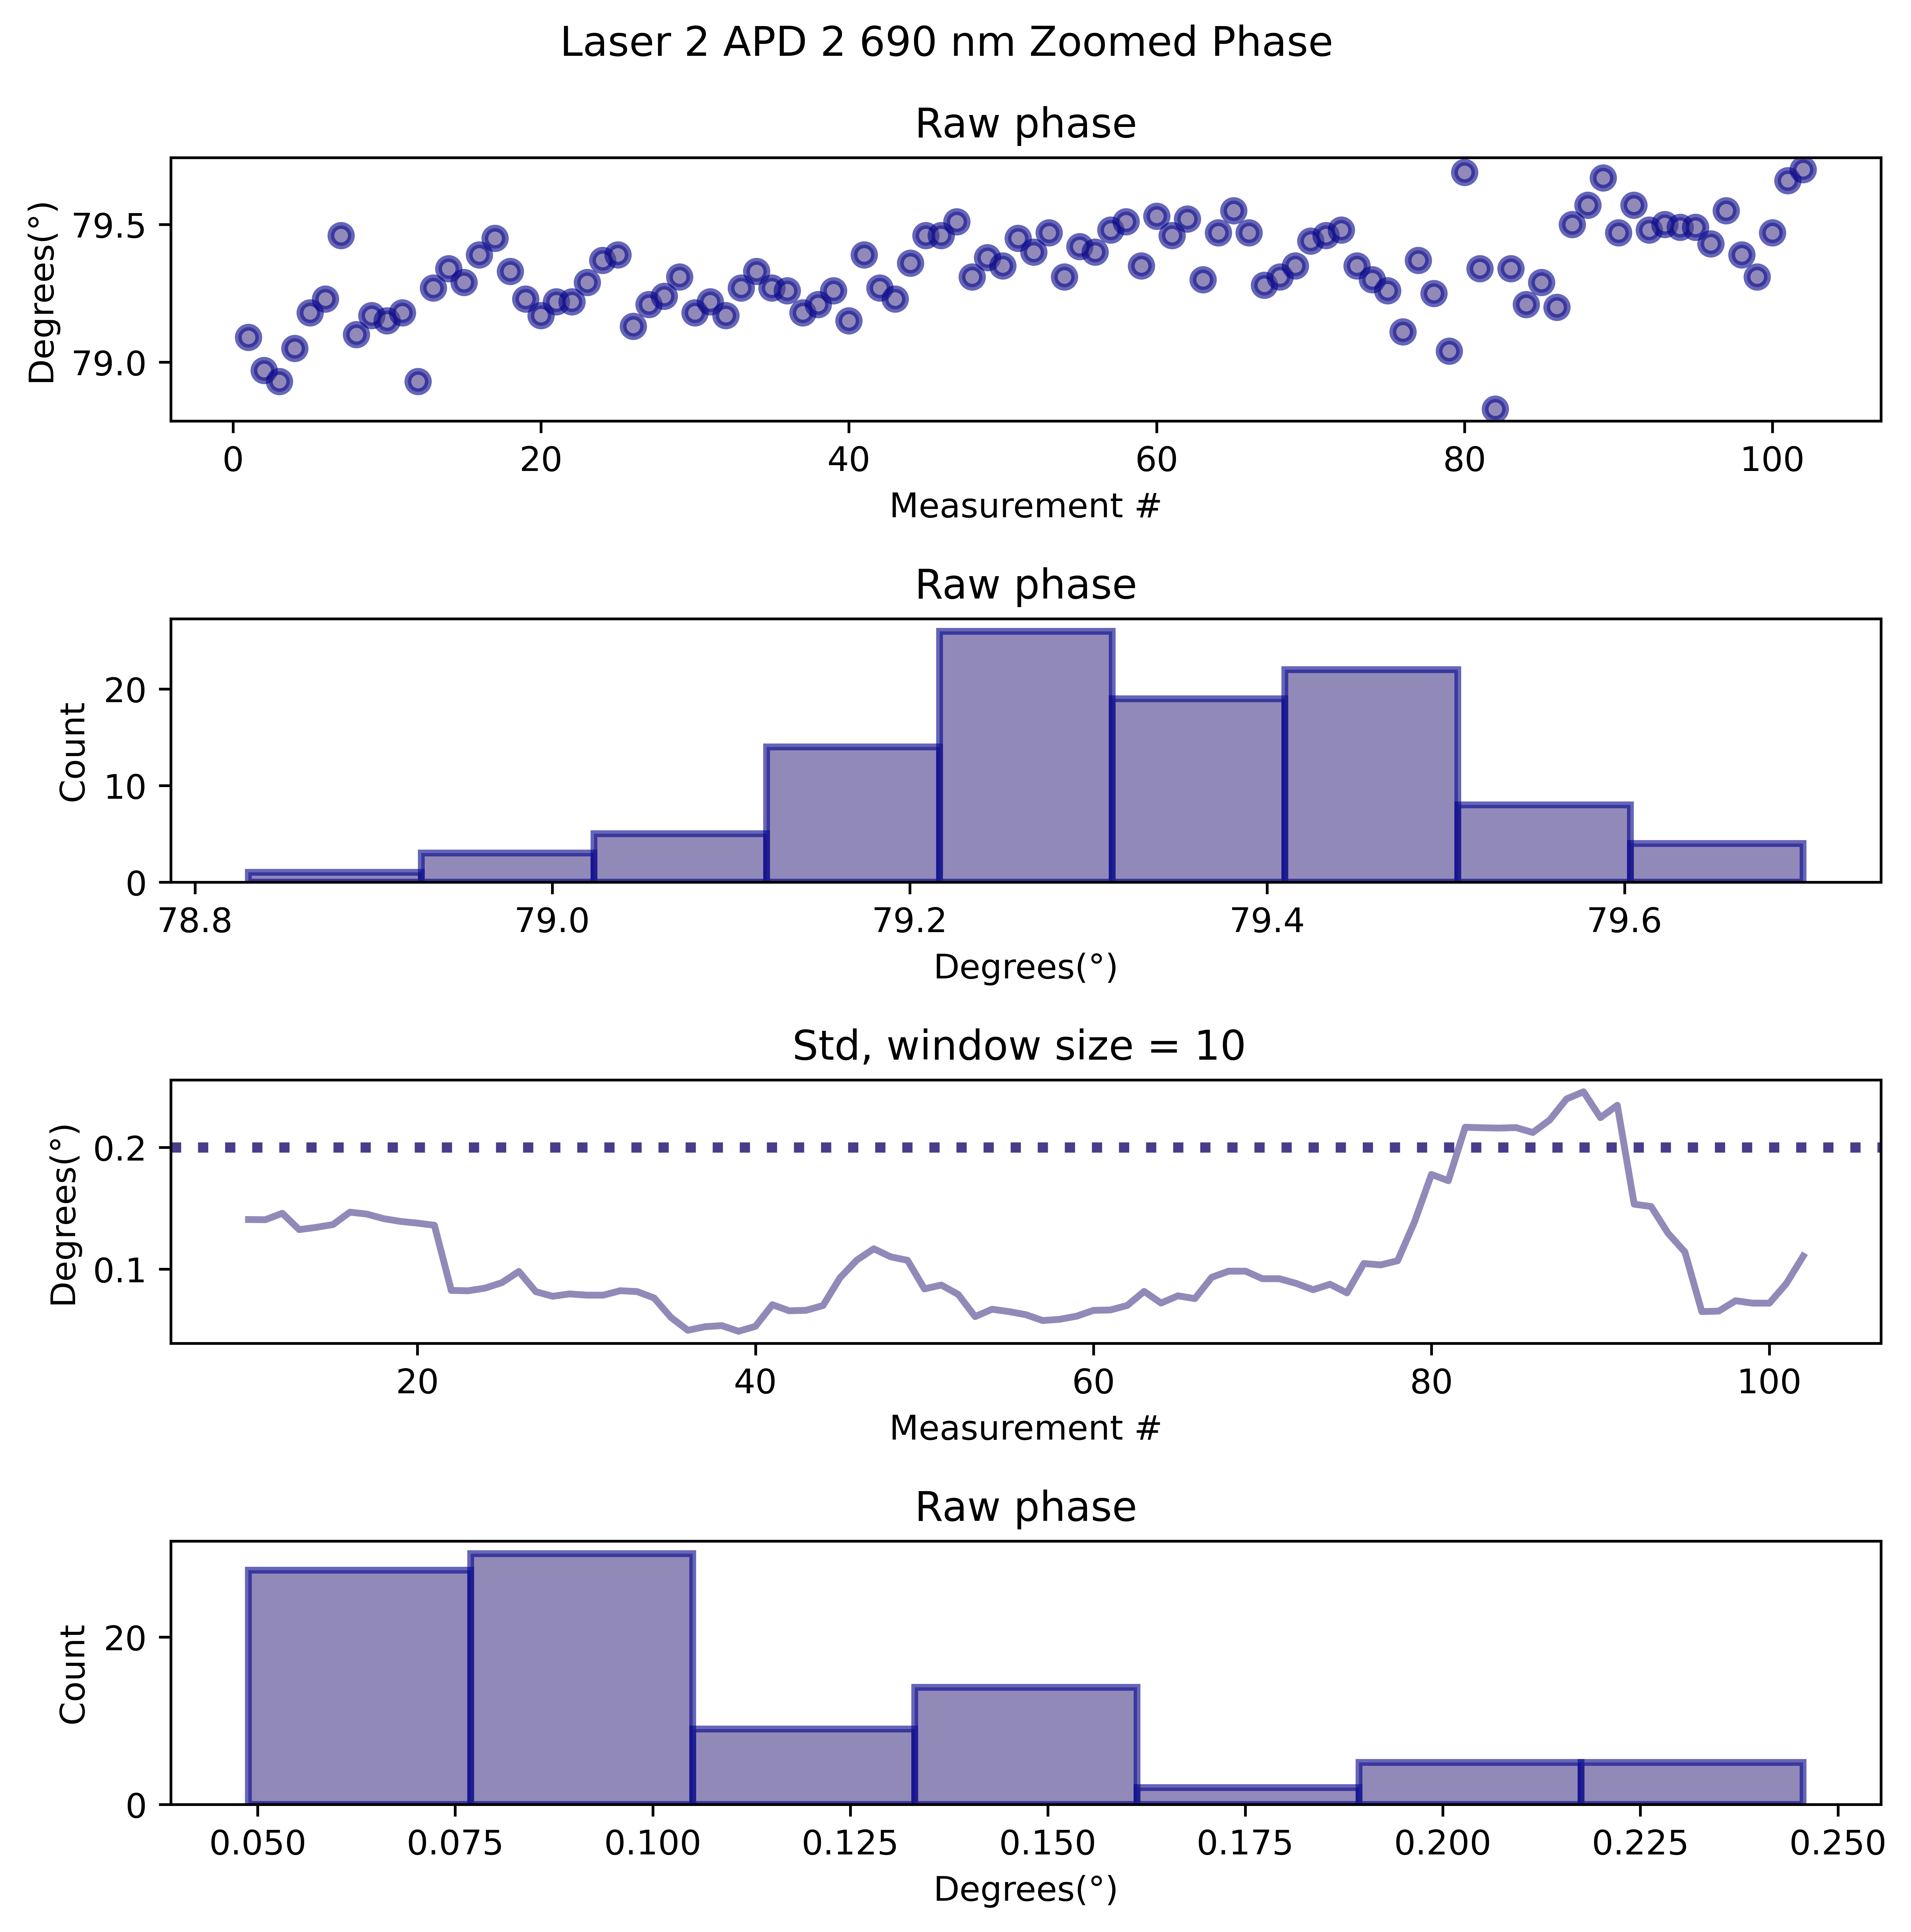 Laser 2 APD 2 690 nm Zoomed Phase
Raw phase
Degrees(°)
79.5
79.0
0 20 40 60 80 100
Measurement #
Raw phase
Count
20
10
0
78.8 79.0 79.2 79.4 79.6
Degrees(°)
Std, window size = 10
Degrees(°)
0.2
0.1
20 40 60 80 100
Measurement #
Raw phase
Count
20
0
0.050 0.075 0.100 0.125 0.150 0.175 0.200 0.225 0.250
Degrees(°)